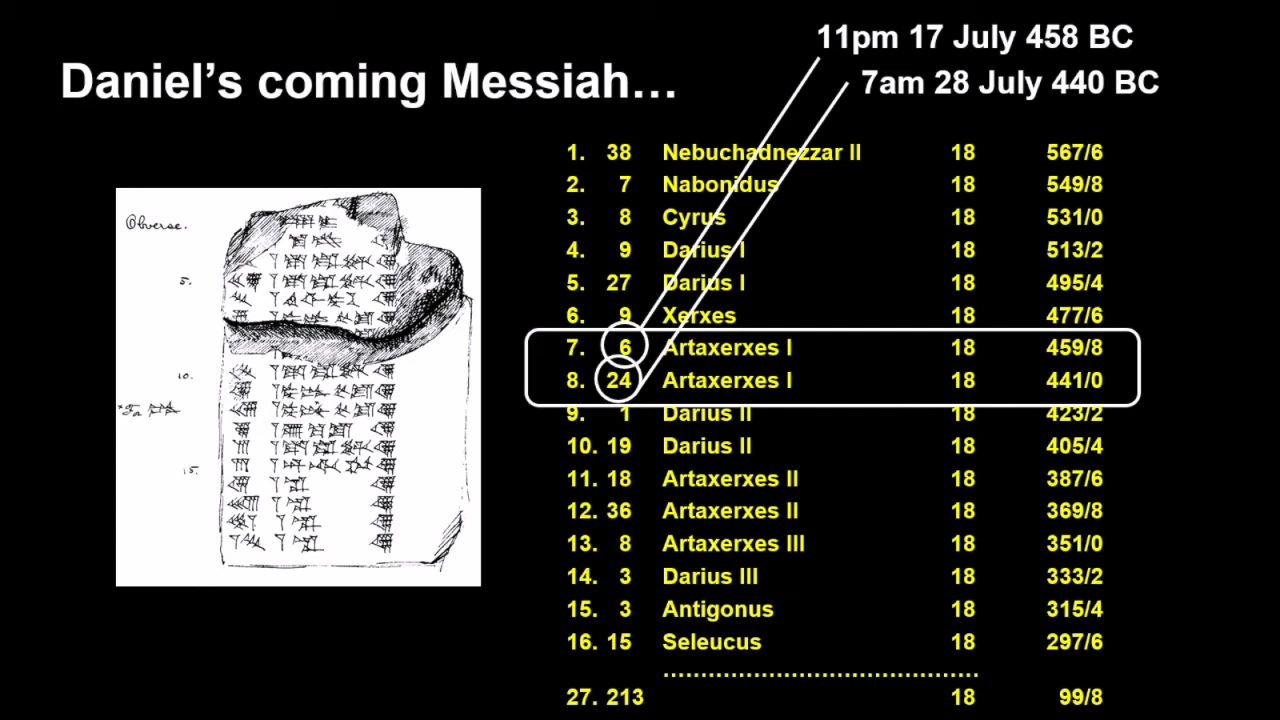 11pm 17 July 458 BC
Daniel’s coming Messiah…
7am 28 July 440 BC
1. 38 Nebuchadnezzar II 18 567/6
2. 7 Nabonidus 18 549/8
3. 8 Cyrus 18 531/0
4. 9 Darius I 18 513/2
5. 27 Darius I 18 495/4
6. 9 Xerxes 18 477/6
7. 6 Artaxerxes I 18 459/8
8. 24 Artaxerxes I 18 441/0
9. 1 Darius II 18 423/2
10. 19 Darius II 18 405/4
11. 18 Artaxerxes II 18 387/6
12. 36 Artaxerxes II 18 369/8
13. 8 Artaxerxes III 18 351/0
14. 3 Darius III 18 333/2
15. 3 Antigonus 18 315/4
16. 15 Seleucus 18 297/6
…………………………………….
27. 213 18 99/8
Obverse.
5.
10.
15.